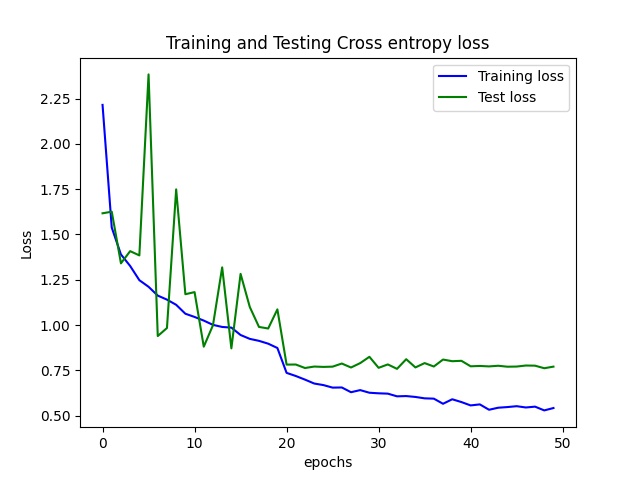 Training and Testing Cross entropy loss
Training loss
Test loss
Loss
2.25
2.00
1.75
1.50
1.25
1.00
0.75
0.50
0
10
20
30
40
50
epochs